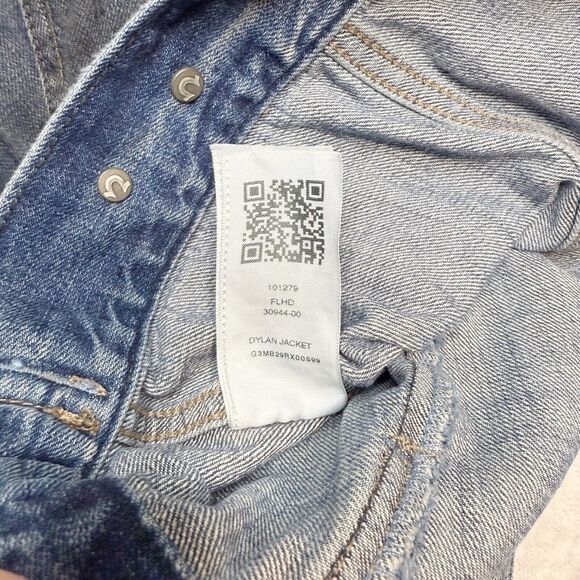 101279
FLHD
30944-00
DYLAN JACKET
G3MB29RX00599